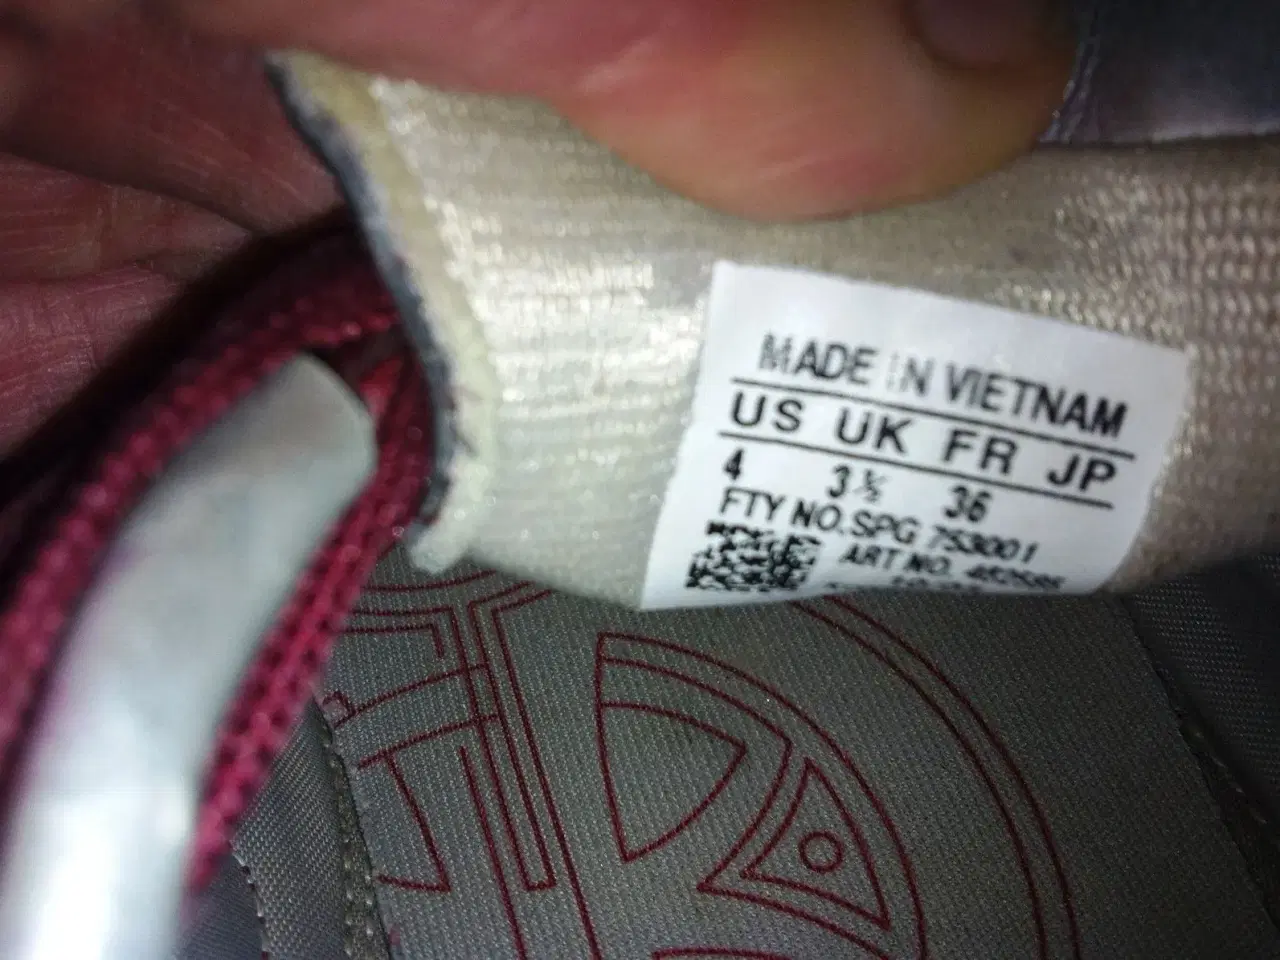 MADE IN VIETNAM
US UK FR JP
4 3½ 36
FTY NO.SPG 753001
ART NO.